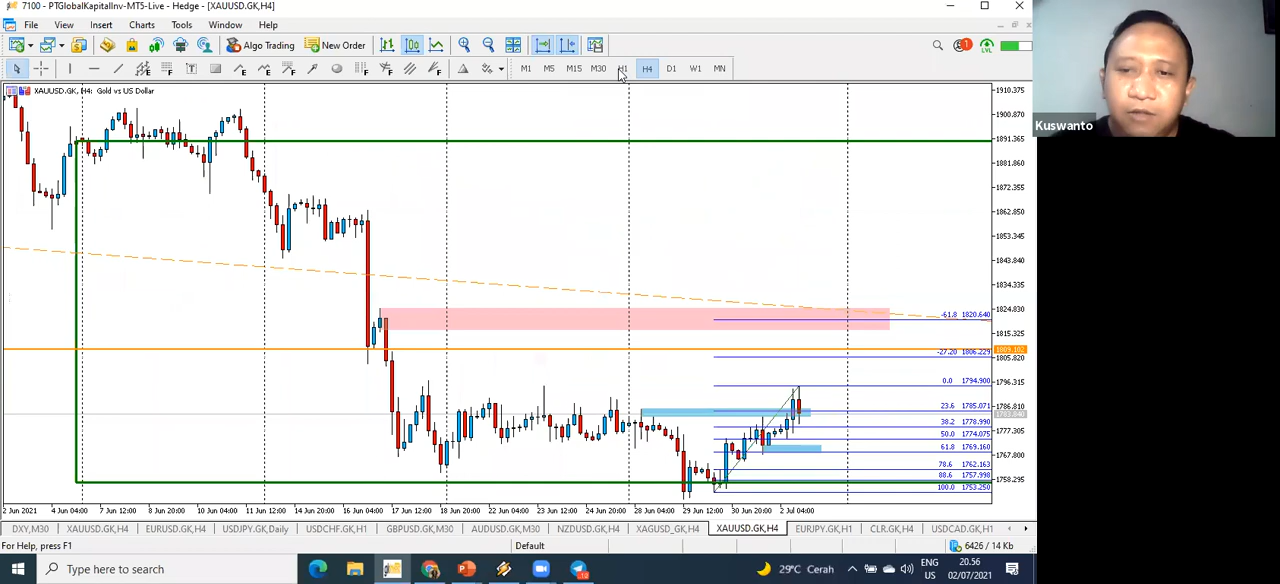 7100 - PTGlobalKapitalInv-MT5-Live - Hedge - [XAUUSD.GK,H4]
File View Insert Charts Tools Window Help
Algo Trading New Order
1
LVL
M1 M5 M15 M30 H1 H4 D1 W1 MN
XAUUSD.GK, H4: Gold vs US Dollar
1910.375
1900.870
1891.365
1881.860
1872.355
1862.850
1853.345
1843.840
1834.335
1824.830
-61.8 1820.640
1815.325
1809.102
1805.820
-27.20 1806.229
0.0 1794.900
1796.315
1786.810
23.6 1785.071
1783.840
38.2 1778.990
1777.305
50.0 1774.075
61.8 1769.160
1767.800
78.6 1762.163
88.6 1757.998
1758.295
100.0 1753.250
2 Jun 2021 4 Jun 04:00 7 Jun 12:00 8 Jun 20:00 10 Jun 04:00 11 Jun 12:00 14 Jun 20:00 16 Jun 04:00 17 Jun 12:00 18 Jun 20:00 22 Jun 04:00 23 Jun 12:00 24 Jun 20:00 28 Jun 04:00 29 Jun 12:00 30 Jun 20:00 2 Jul 04:00
DXY,M30 XAUUSD.GK,H4 EURUSD.GK,H4 USDJPY.GK,Daily USDCHF.GK,H1 GBPUSD.GK,M30 AUDUSD.GK,M30 NZDUSD.GK,H4 XAGUSD_GK,H4 XAUUSD.GK,H4 EURJPY.GK,H1 CLR.GK,H4 USDCAD.GK,H1
For Help, press F1 Default 6426 / 14 Kb
Type here to search
29°C Cerah
ENG
US
20.56
02/07/2021
Kuswanto